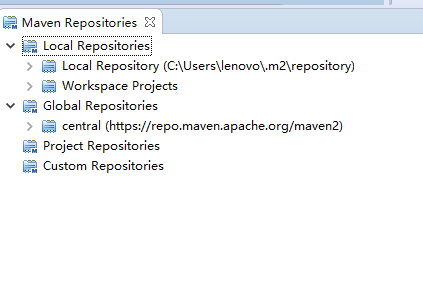 Maven Repositories
Local Repositories
Local Repository (C:\Users\lenovo\.m2\repository)
Workspace Projects
Global Repositories
central (https://repo.maven.apache.org/maven2)
Project Repositories
Custom Repositories